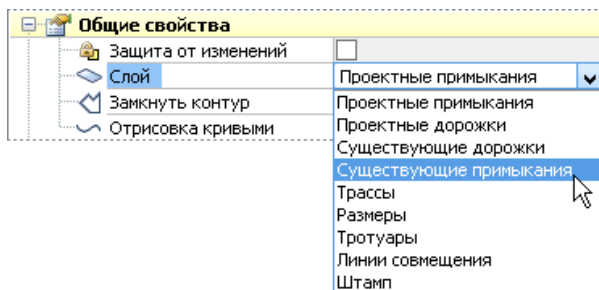 Общие свойства
Защита от изменений
Слой Проектные примыкания
Замкнуть контур Проектные примыкания
Отрисовка кривыми Проектные дорожки
Существующие дорожки
Существующие примыкания
Трассы
Размеры
Тротуары
Линии совмещения
Штамп